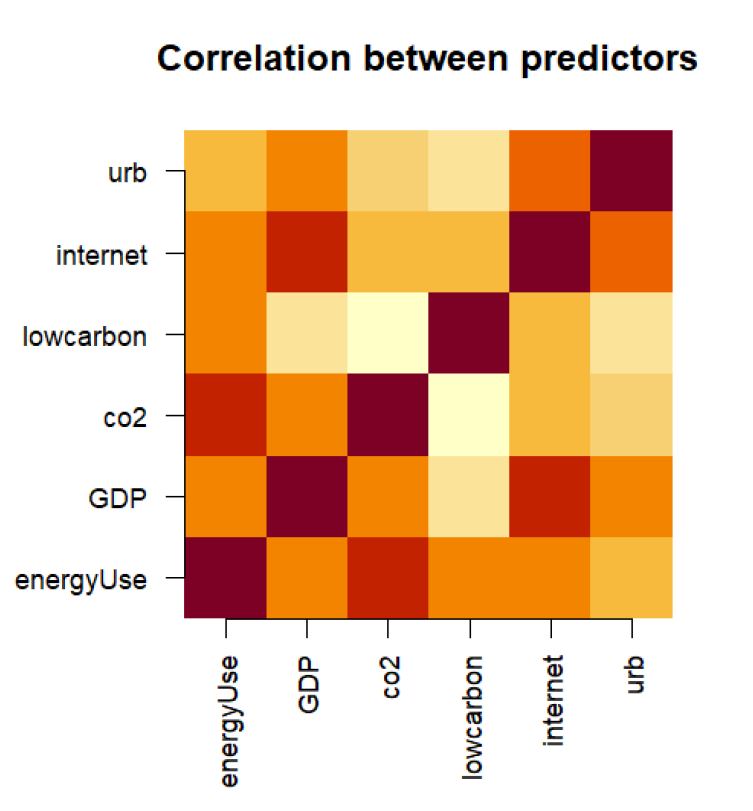 Correlation between predictors
urb
internet
lowcarbon
co2
GDP
energyUse
energyUse
GDP
co2
lowcarbon
internet
urb